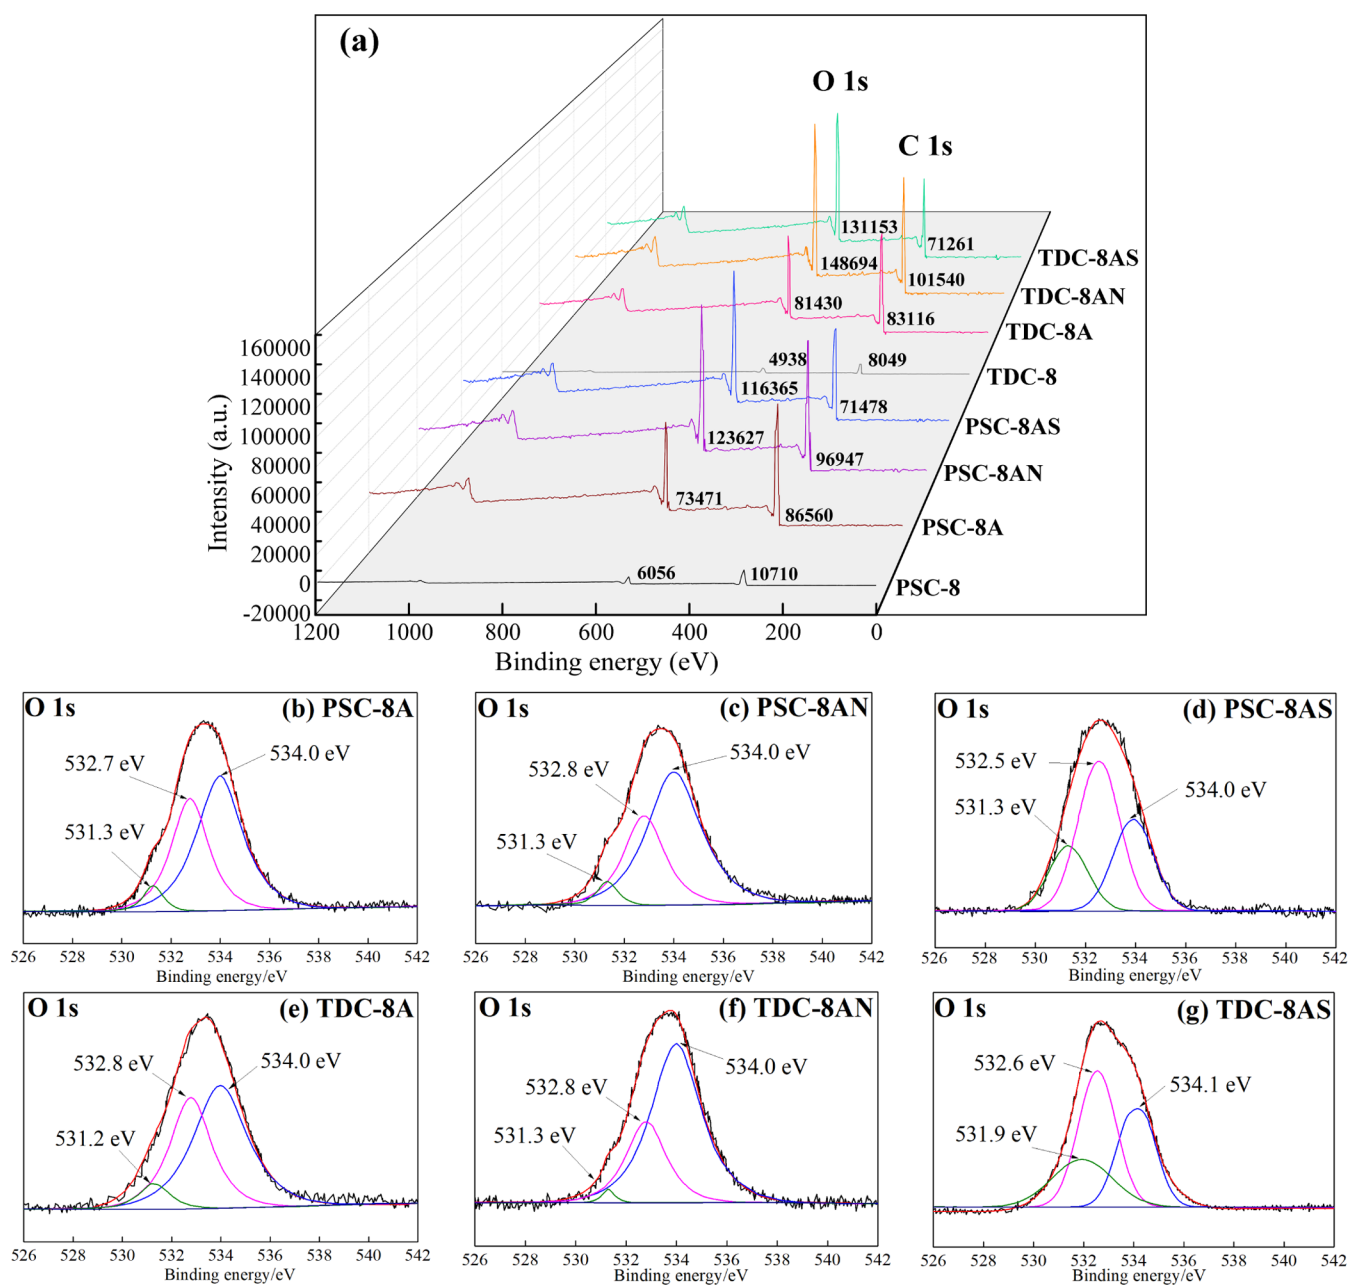 (a)
O 1s
C 1s
131153
71261
TDC-8AS
148694
101540
TDC-8AN
81430
83116
TDC-8A
4938
8049
TDC-8
116365
71478
PSC-8AS
123627
96947
PSC-8AN
73471
86560
PSC-8A
6056
10710
PSC-8
Intensity (a.u.)
160000
140000
120000
100000
80000
60000
40000
20000
0
-20000
1200 1000 800 600 400 200 0
Binding energy (eV)
O 1s (b) PSC-8A
532.7 eV
534.0 eV
531.3 eV
526 528 530 532 534 536 538 540 542
Binding energy/eV
O 1s (c) PSC-8AN
534.0 eV
532.8 eV
531.3 eV
526 528 530 532 534 536 538 540 542
Binding energy/eV
O 1s (d) PSC-8AS
532.5 eV
534.0 eV
531.3 eV
526 528 530 532 534 536 538 540 542
Binding energy/eV
O 1s (e) TDC-8A
532.8 eV
534.0 eV
531.2 eV
526 528 530 532 534 536 538 540 542
Binding energy/eV
O 1s (f) TDC-8AN
534.0 eV
532.8 eV
531.3 eV
526 528 530 532 534 536 538 540 542
Binding energy/eV
O 1s (g) TDC-8AS
532.6 eV
534.1 eV
531.9 eV
526 528 530 532 534 536 538 540 542
Binding energy/eV